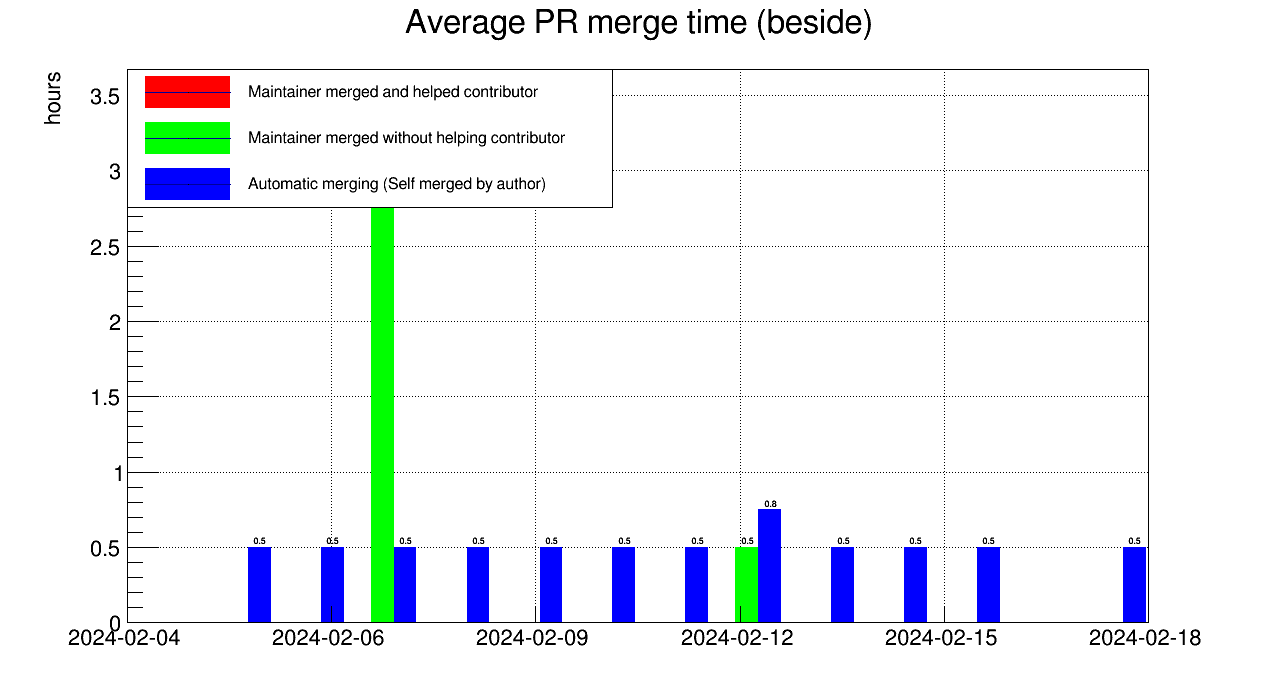 Average PR merge time (beside)
hours
Maintainer merged and helped contributor
Maintainer merged without helping contributor
Automatic merging (Self merged by author)
3.5
3
2.5
2
1.5
1
0.5
0
0.5 0.5 0.5 0.5 0.5 0.5 0.5 0.5 0.8 0.5 0.5 0.5 0.5
2024-02-04 2024-02-06 2024-02-09 2024-02-12 2024-02-15 2024-02-18